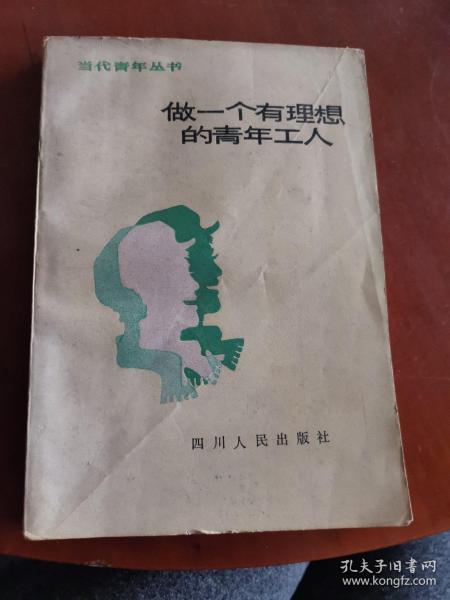 当代青年丛书
做一个有理想
的青年工人
四川人民出版社
孔夫子旧书网
www.kongfz.com